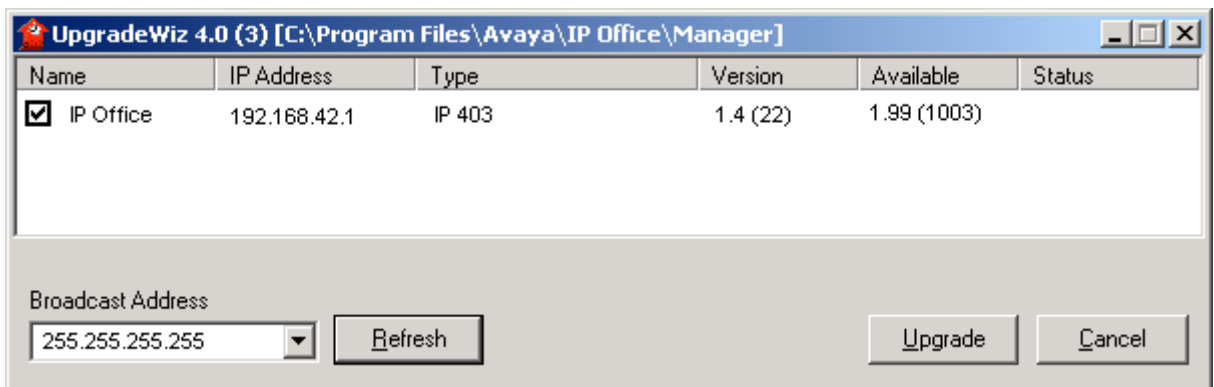 UpgradeWiz 4.0 (3) [C:\Program Files\Avaya\IP Office\Manager]
Name IP Address Type Version Available Status
IP Office 192.168.42.1 IP 403 1.4 (22) 1.99 (1003)
Broadcast Address
255.255.255.255 Refresh Upgrade Cancel